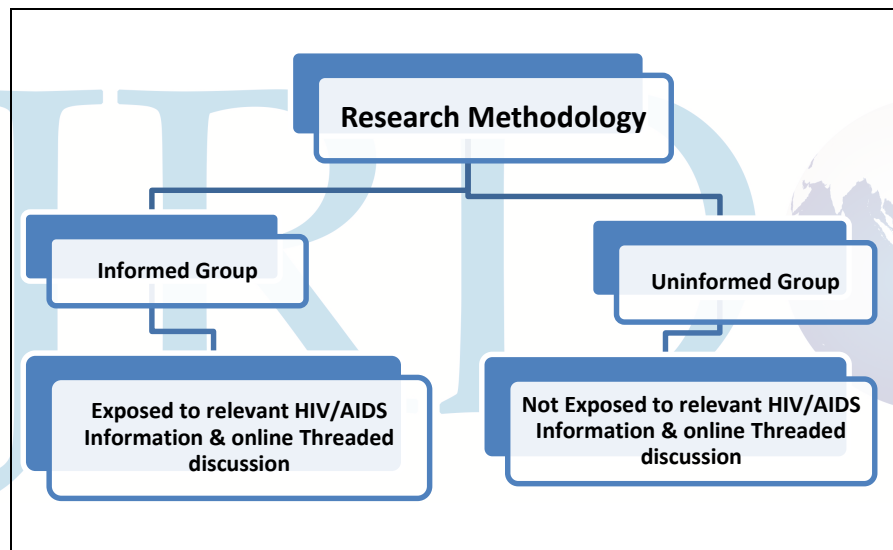 Research Methodology
Informed Group
Uninformed Group
Exposed to relevant HIV/AIDS
Information & online Threaded
discussion
Not Exposed to relevant HIV/AIDS
Information & online Threaded
discussion